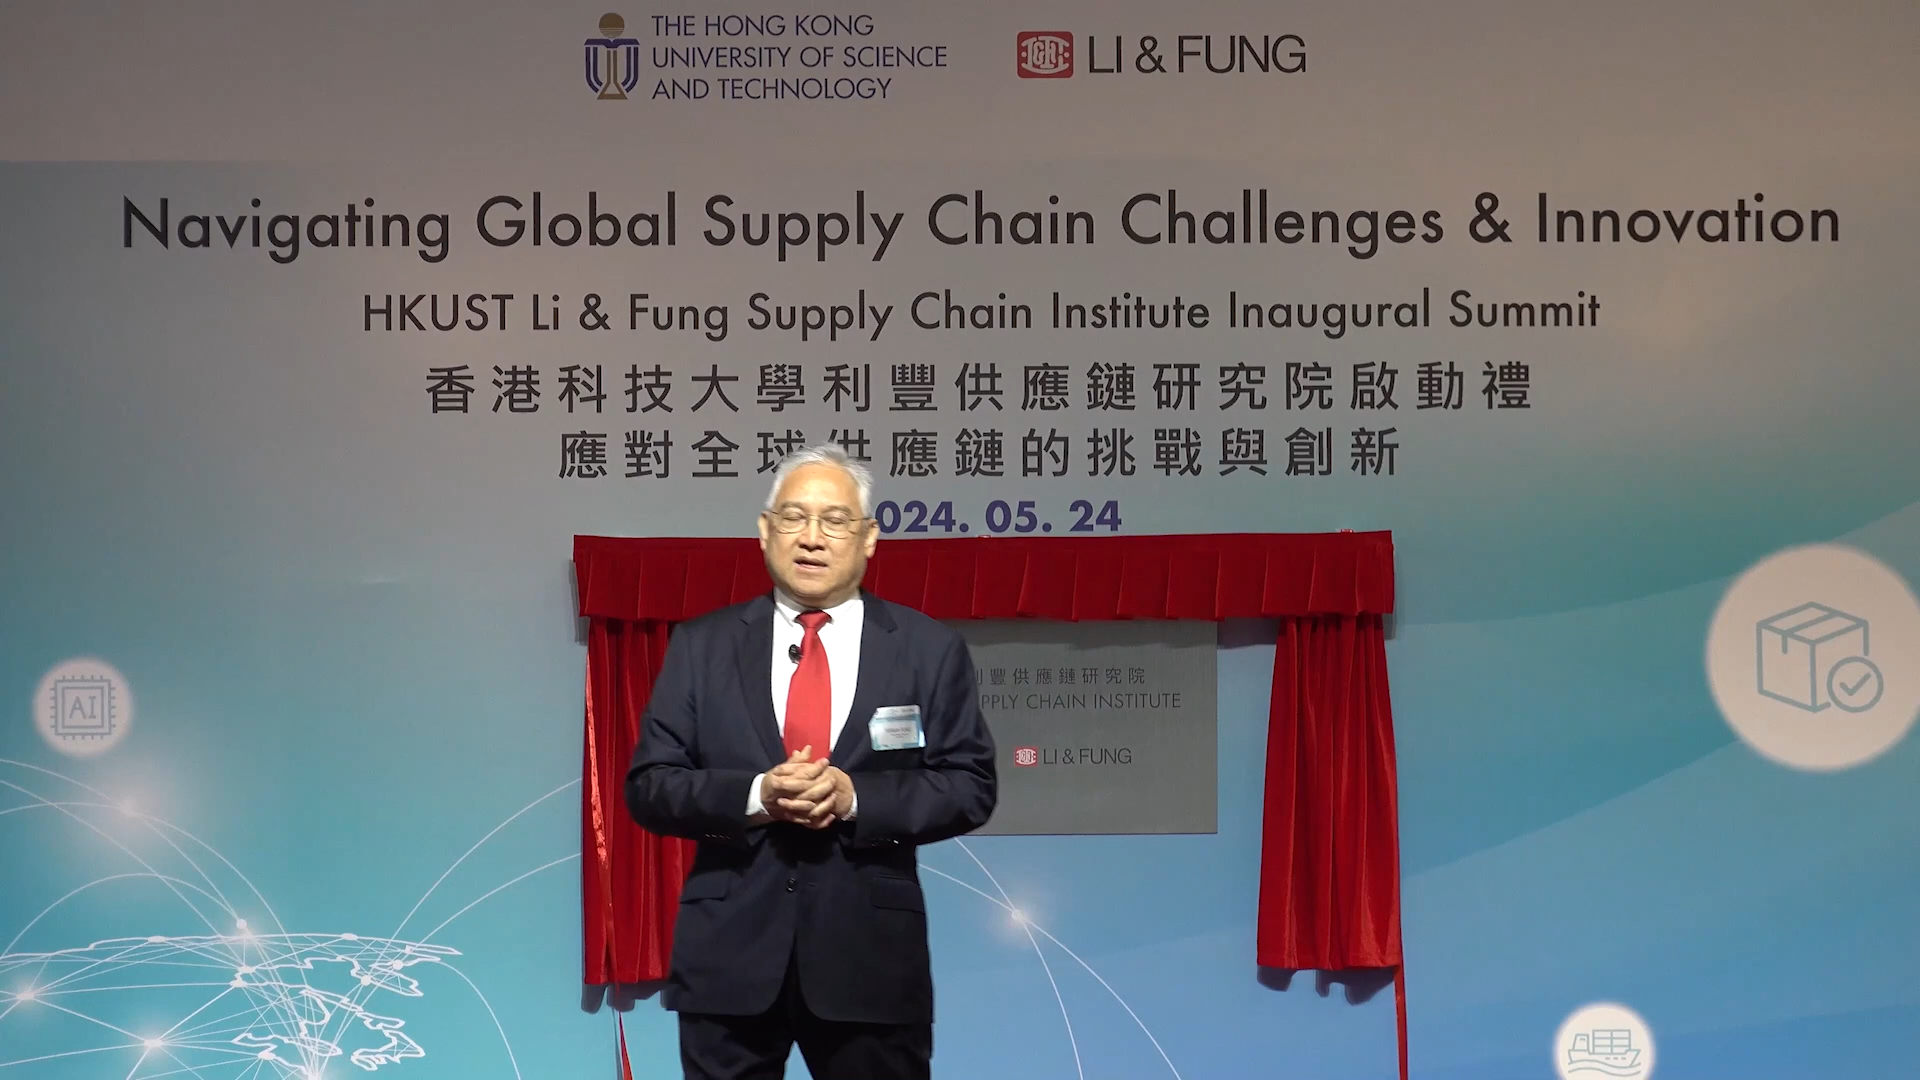 THE HONG KONG
UNIVERSITY OF SCIENCE
AND TECHNOLOGY
LI & FUNG
Navigating Global Supply Chain Challenges & Innovation
HKUST Li & Fung Supply Chain Institute Inaugural Summit
香港科技大學利豐供應鏈研究院啟動禮
應對全球供應鏈的挑戰與創新
024. 05. 24
豐供應鏈研究院
PPLY CHAIN INSTITUTE
LI & FUNG
AI